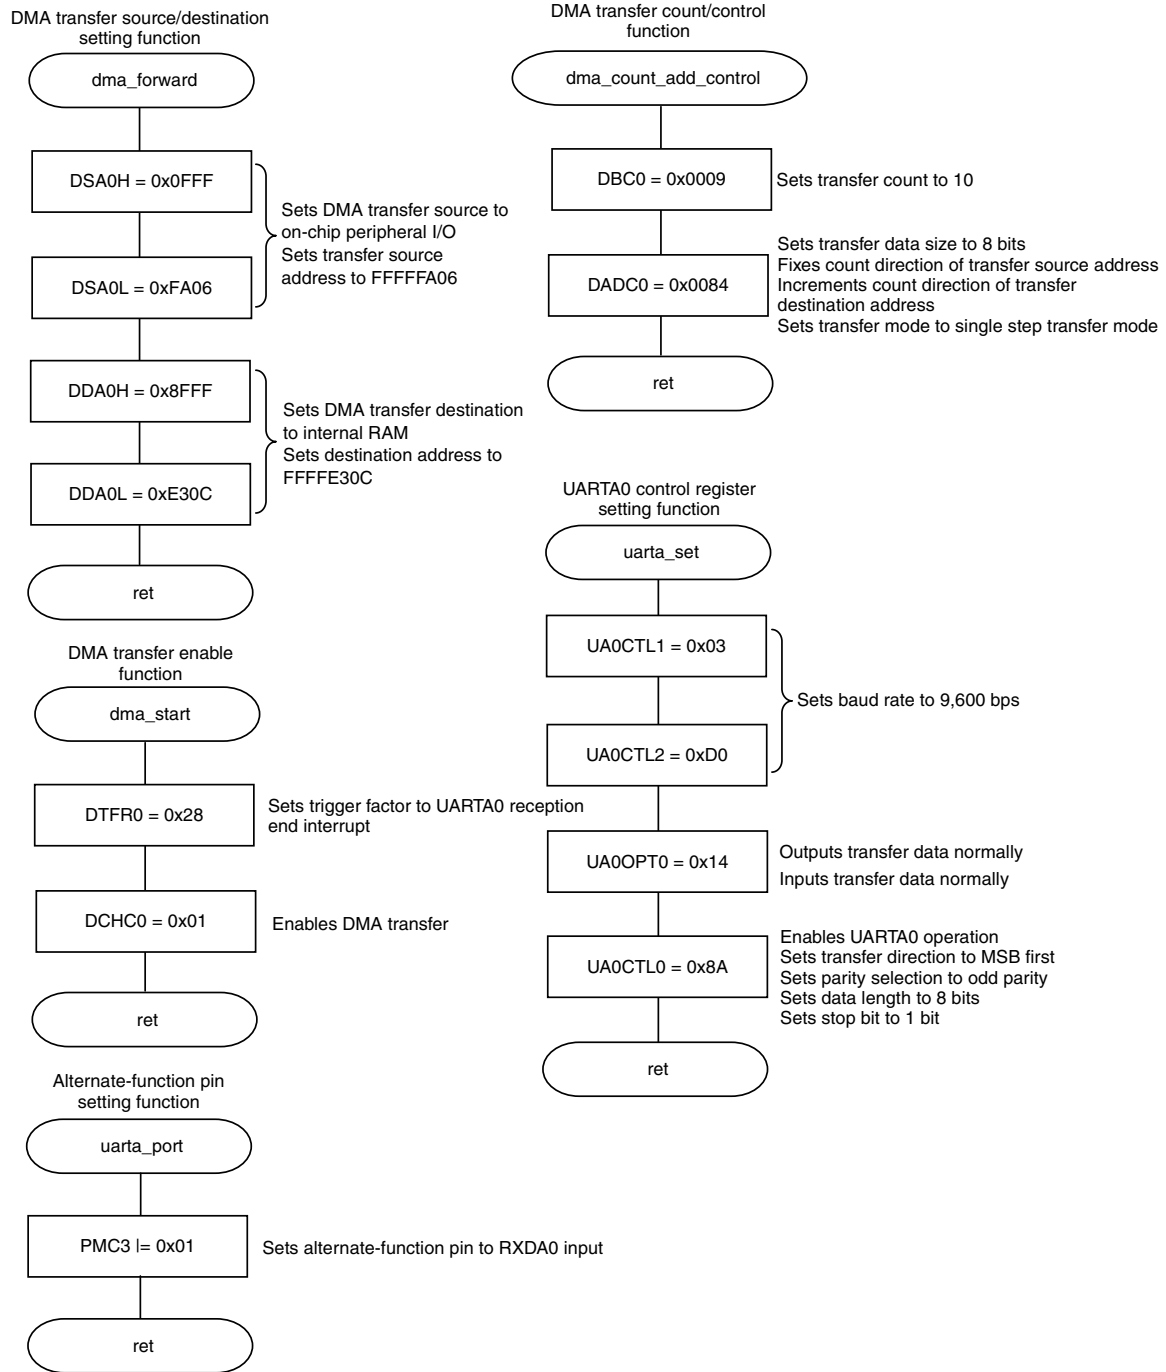 DMA transfer source/destination
setting function
dma_forward
DSA0H = 0x0FFF
DSA0L = 0xFA06
Sets DMA transfer source to
on-chip peripheral I/O
Sets transfer source
address to FFFFFA06
DDA0H = 0x8FFF
DDA0L = 0xE30C
Sets DMA transfer destination
to internal RAM
Sets destination address to
FFFFE30C
ret
DMA transfer enable
function
dma_start
DTFR0 = 0x28
Sets trigger factor to UARTA0 reception
end interrupt
DCHC0 = 0x01
Enables DMA transfer
ret
Alternate-function pin
setting function
uarta_port
PMC3 |= 0x01
Sets alternate-function pin to RXDA0 input
ret
DMA transfer count/control
function
dma_count_add_control
DBC0 = 0x0009
Sets transfer count to 10
DADC0 = 0x0084
Sets transfer data size to 8 bits
Fixes count direction of transfer source address
Increments count direction of transfer
destination address
Sets transfer mode to single step transfer mode
ret
UARTA0 control register
setting function
uarta_set
UA0CTL1 = 0x03
UA0CTL2 = 0xD0
Sets baud rate to 9,600 bps
UA0OPT0 = 0x14
Outputs transfer data normally
Inputs transfer data normally
UA0CTL0 = 0x8A
Enables UARTA0 operation
Sets transfer direction to MSB first
Sets parity selection to odd parity
Sets data length to 8 bits
Sets stop bit to 1 bit
ret